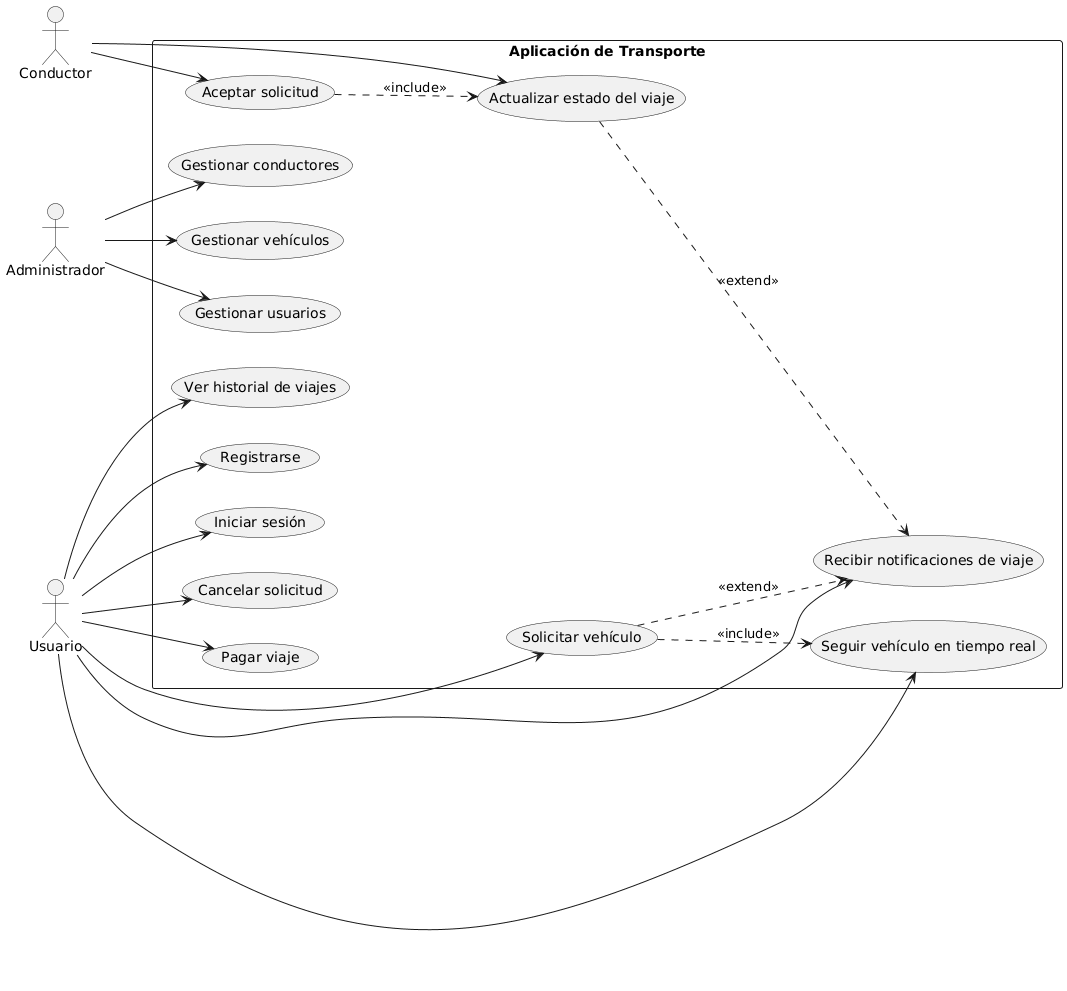 Conductor
Aplicación de Transporte
Aceptar solicitud
«include»
Actualizar estado del viaje
Gestionar conductores
Administrador
Gestionar vehículos
«extend»
Gestionar usuarios
Ver historial de viajes
Registrarse
Iniciar sesión
Recibir notificaciones de viaje
Cancelar solicitud
«extend»
Usuario
Solicitar vehículo
«include»
Seguir vehículo en tiempo real
Pagar viaje